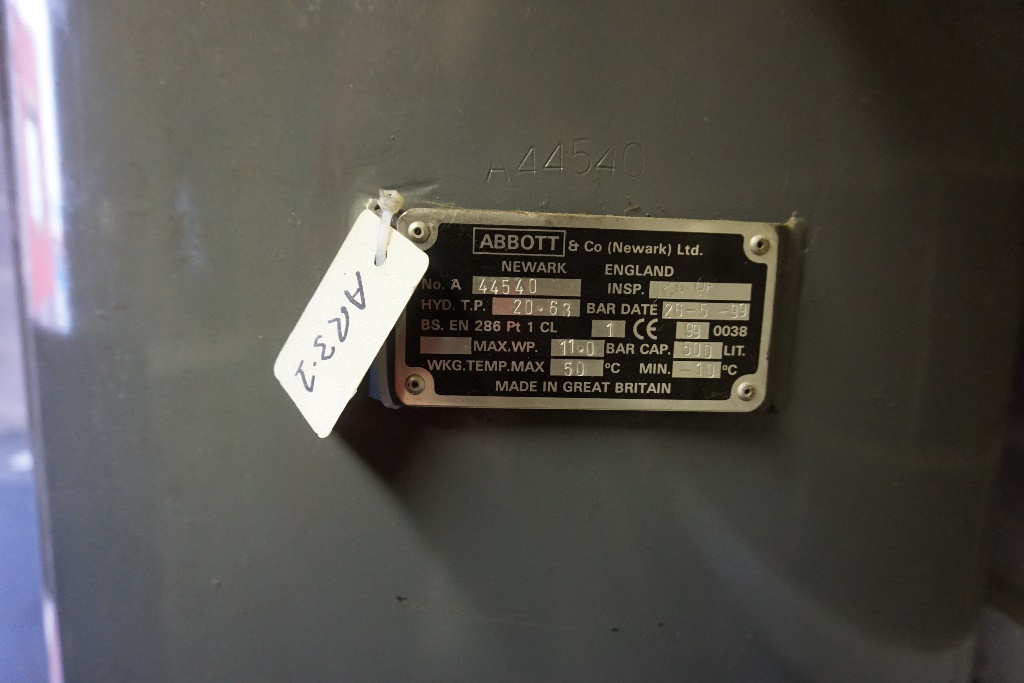 A44540
ABBOTT & Co (Newark) Ltd.
NEWARK ENGLAND
No. A 44540 INSP.
HYD. T.P. 20.63 BAR DATE 26-5-99
BS. EN 286 Pt 1 CL 1 CE 99 0038
MAX.WP. 11.0 BAR CAP. 500 LIT.
WKG.TEMP.MAX 50 °C MIN. -10 °C
MADE IN GREAT BRITAIN
AR3.1